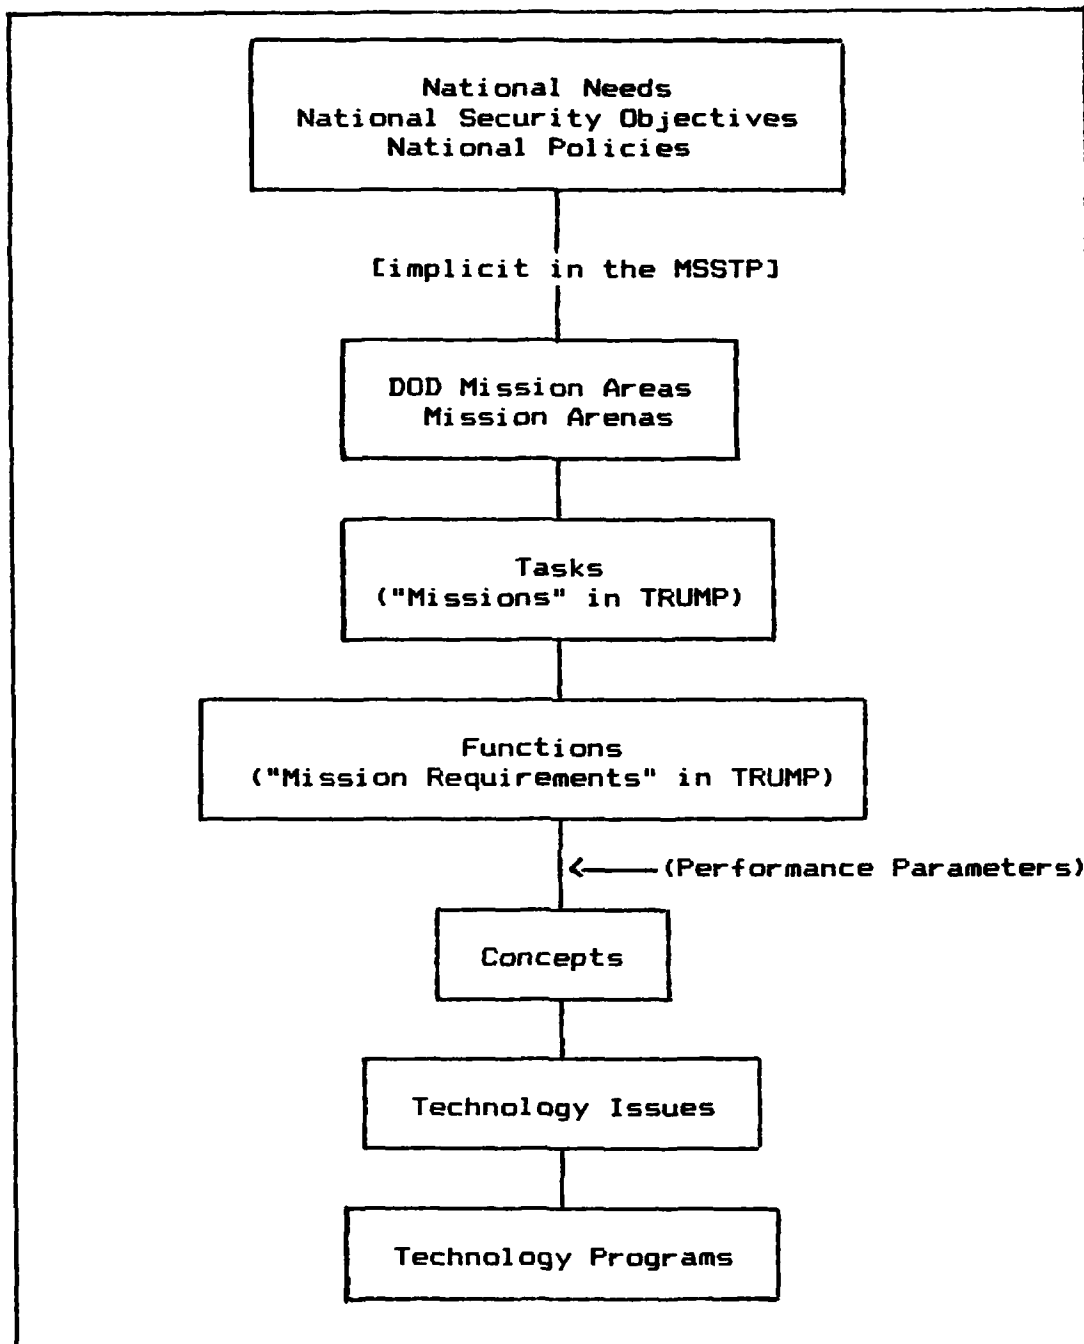 National Needs
National Security Objectives
National Policies
[implicit in the MSSTP]
DOD Mission Areas
Mission Arenas
Tasks
("Missions" in TRUMP)
Functions
("Mission Requirements" in TRUMP)
(Performance Parameters)
Concepts
Technology Issues
Technology Programs